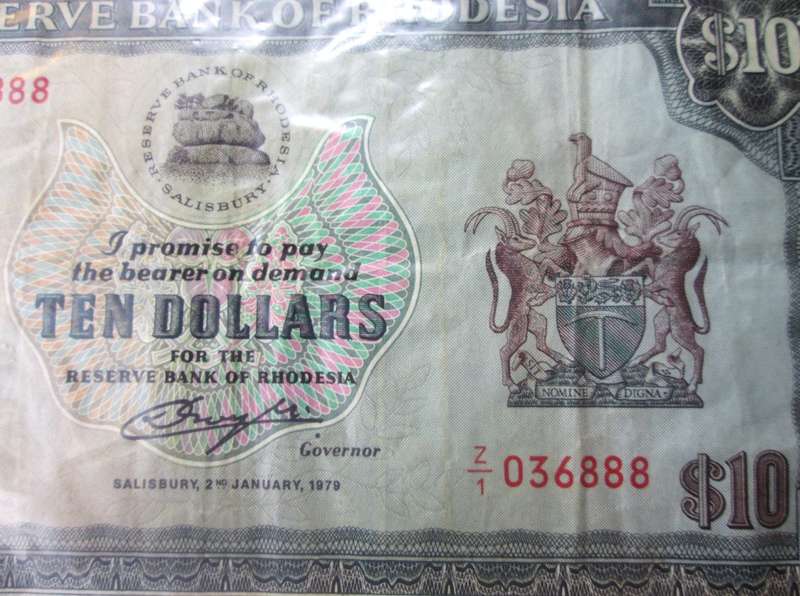 ERVE BANK OF RHODESIA
$10
888
RESERVE BANK OF RHODESIA
SALISBURY
I promise to pay
the bearer on demand
TEN DOLLARS
FOR THE
RESERVE BANK OF RHODESIA
Governor
SALISBURY, 2ND JANUARY, 1979
NOMINE DIGNA
Z/1 036888
$10